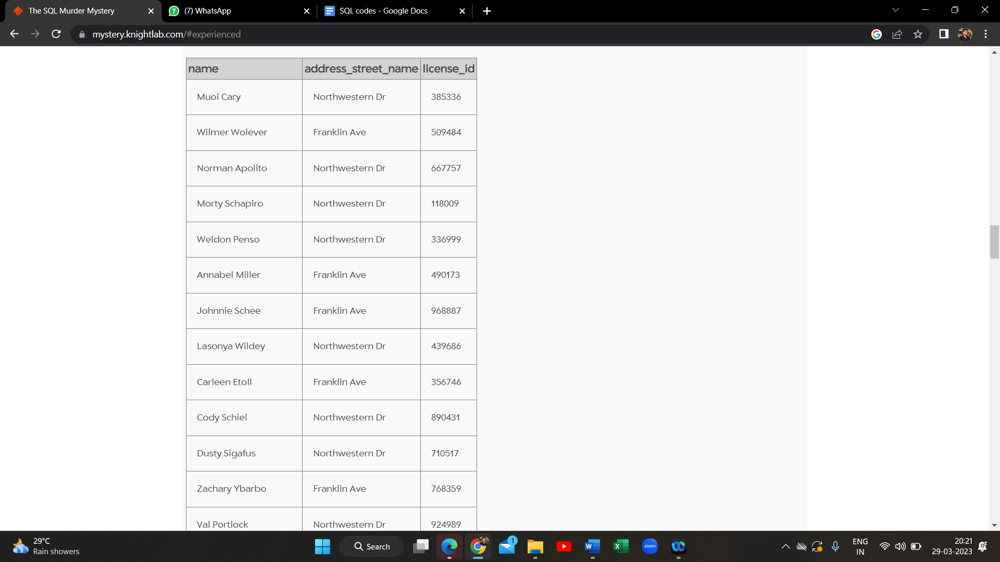 The SQL Murder Mystery
(7) WhatsApp
SQL codes - Google Docs
mystery.knightlab.com/#experienced
name address_street_name license_id
Muoi Cary Northwestern Dr 385336
Wilmer Wolever Franklin Ave 509484
Norman Apolito Northwestern Dr 667757
Morty Schapiro Northwestern Dr 118009
Weldon Penso Northwestern Dr 336999
Annabel Miller Franklin Ave 490173
Johnnie Schee Franklin Ave 968887
Lasonya Wildey Northwestern Dr 439686
Carleen Etoll Franklin Ave 356746
Cody Schiel Northwestern Dr 890431
Dusty Sigafus Northwestern Dr 710517
Zachary Ybarbo Franklin Ave 768359
Val Portlock Northwestern Dr 924989
29°C
Rain showers
Search
1
zoom
ENG
IN
20:21
29-03-2023